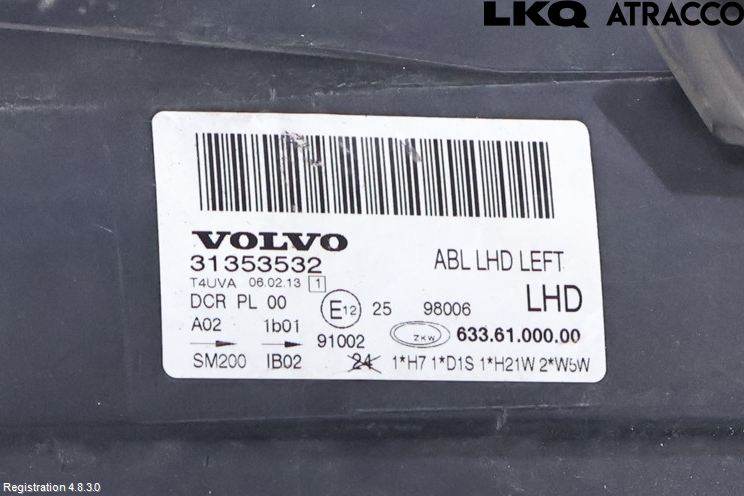 LKQ ATRACCO
VOLVO
31353532
ABL LHD LEFT
T4UVA 06.02.13 1
LHD
DCR PL 00
E12 25 98006
A02 1b01
91002
ZKW 633.61.000.00
SM200 IB02 24 1*H7 1*D1S 1*H21W 2*W5W
Registration 4.8.3.0